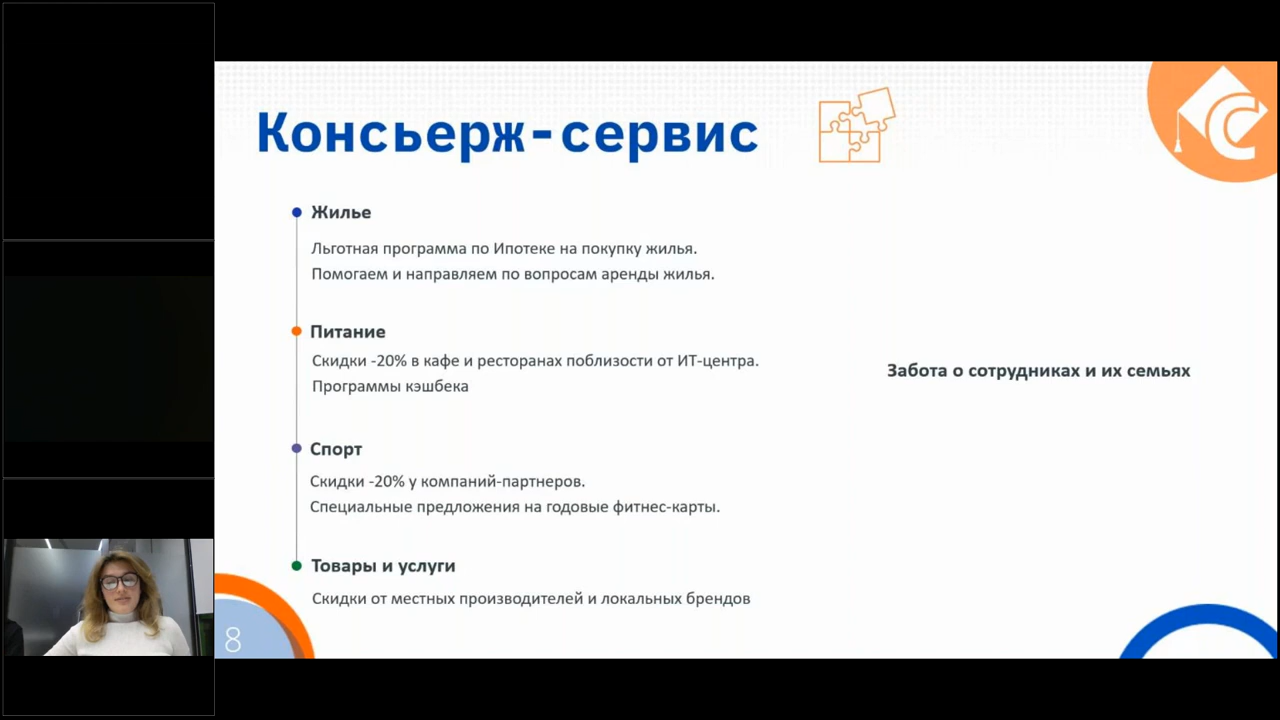 Консьерж-сервис
Жилье
Льготная программа по Ипотеке на покупку жилья.
Помогаем и направляем по вопросам аренды жилья.
Питание
Скидки -20% в кафе и ресторанах поблизости от ИТ-центра.
Программы кэшбека
Забота о сотрудниках и их семьях
Спорт
Скидки -20% у компаний-партнеров.
Специальные предложения на годовые фитнес-карты.
Товары и услуги
Скидки от местных производителей и локальных брендов
8